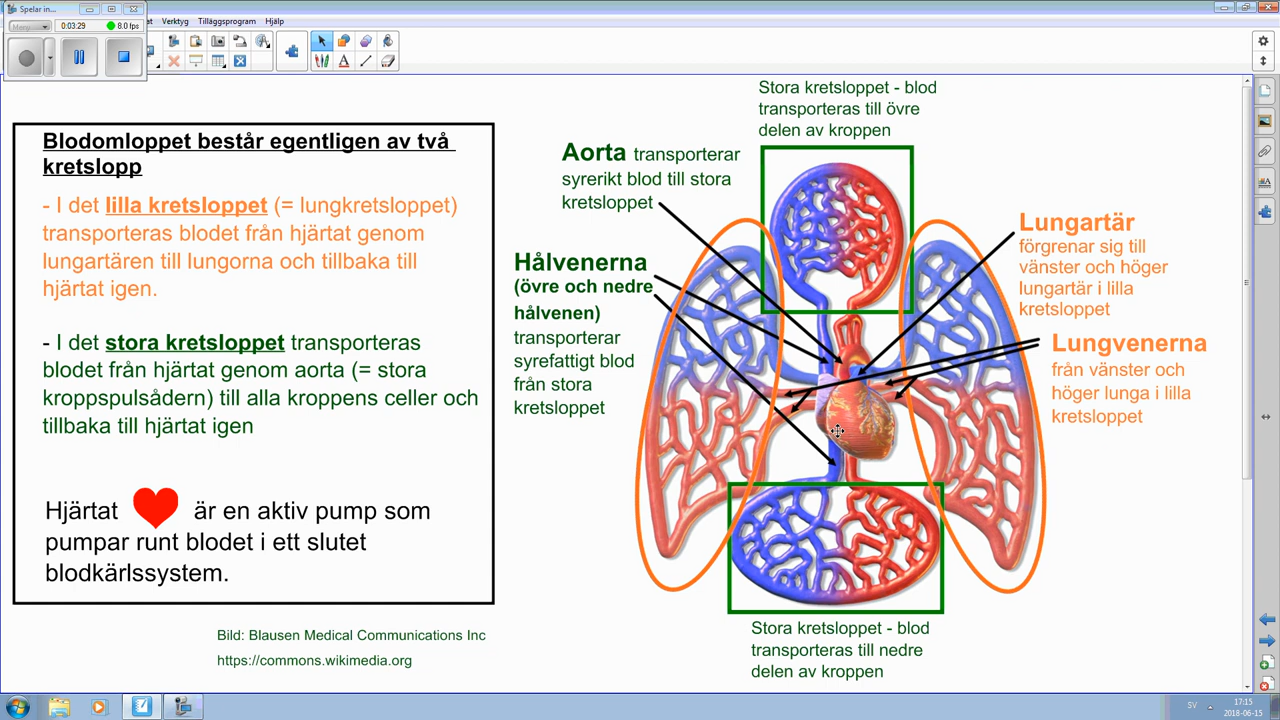 Spelar in...
0:03:29
8.0 fps
Verktyg
Tilläggsprogram
Hjälp
Blodomloppet består egentligen av två
kretslopp
- I det lilla kretsloppet (= lungkretsloppet)
transporteras blodet från hjärtat genom
lungartären till lungorna och tillbaka till
hjärtat igen.
- I det stora kretsloppet transporteras
blodet från hjärtat genom aorta (= stora
kroppspulsådern) till alla kroppens celler och
tillbaka till hjärtat igen
Hjärtat är en aktiv pump som
pumpar runt blodet i ett slutet
blodkärlssystem.
Bild: Blausen Medical Communications Inc
https://commons.wikimedia.org
Stora kretsloppet - blod
transporteras till övre
delen av kroppen
Aorta transporterar
syrerikt blod till stora
kretsloppet
Hålvenerna
(övre och nedre
hålvenen)
transporterar
syrefattigt blod
från stora
kretsloppet
Lungartär
förgrenar sig till
vänster och höger
lungartär i lilla
kretsloppet
Lungvenerna
från vänster och
höger lunga i lilla
kretsloppet
Stora kretsloppet - blod
transporteras till nedre
delen av kroppen
SV
17:15
2018-06-15